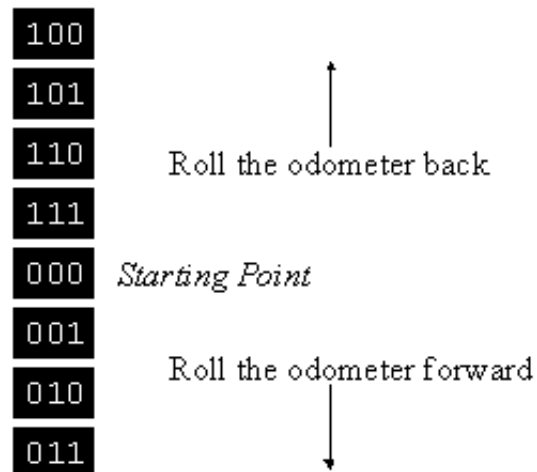 100
101
110
Roll the odometer back
111
000 Starting Point
001
Roll the odometer forward
010
011